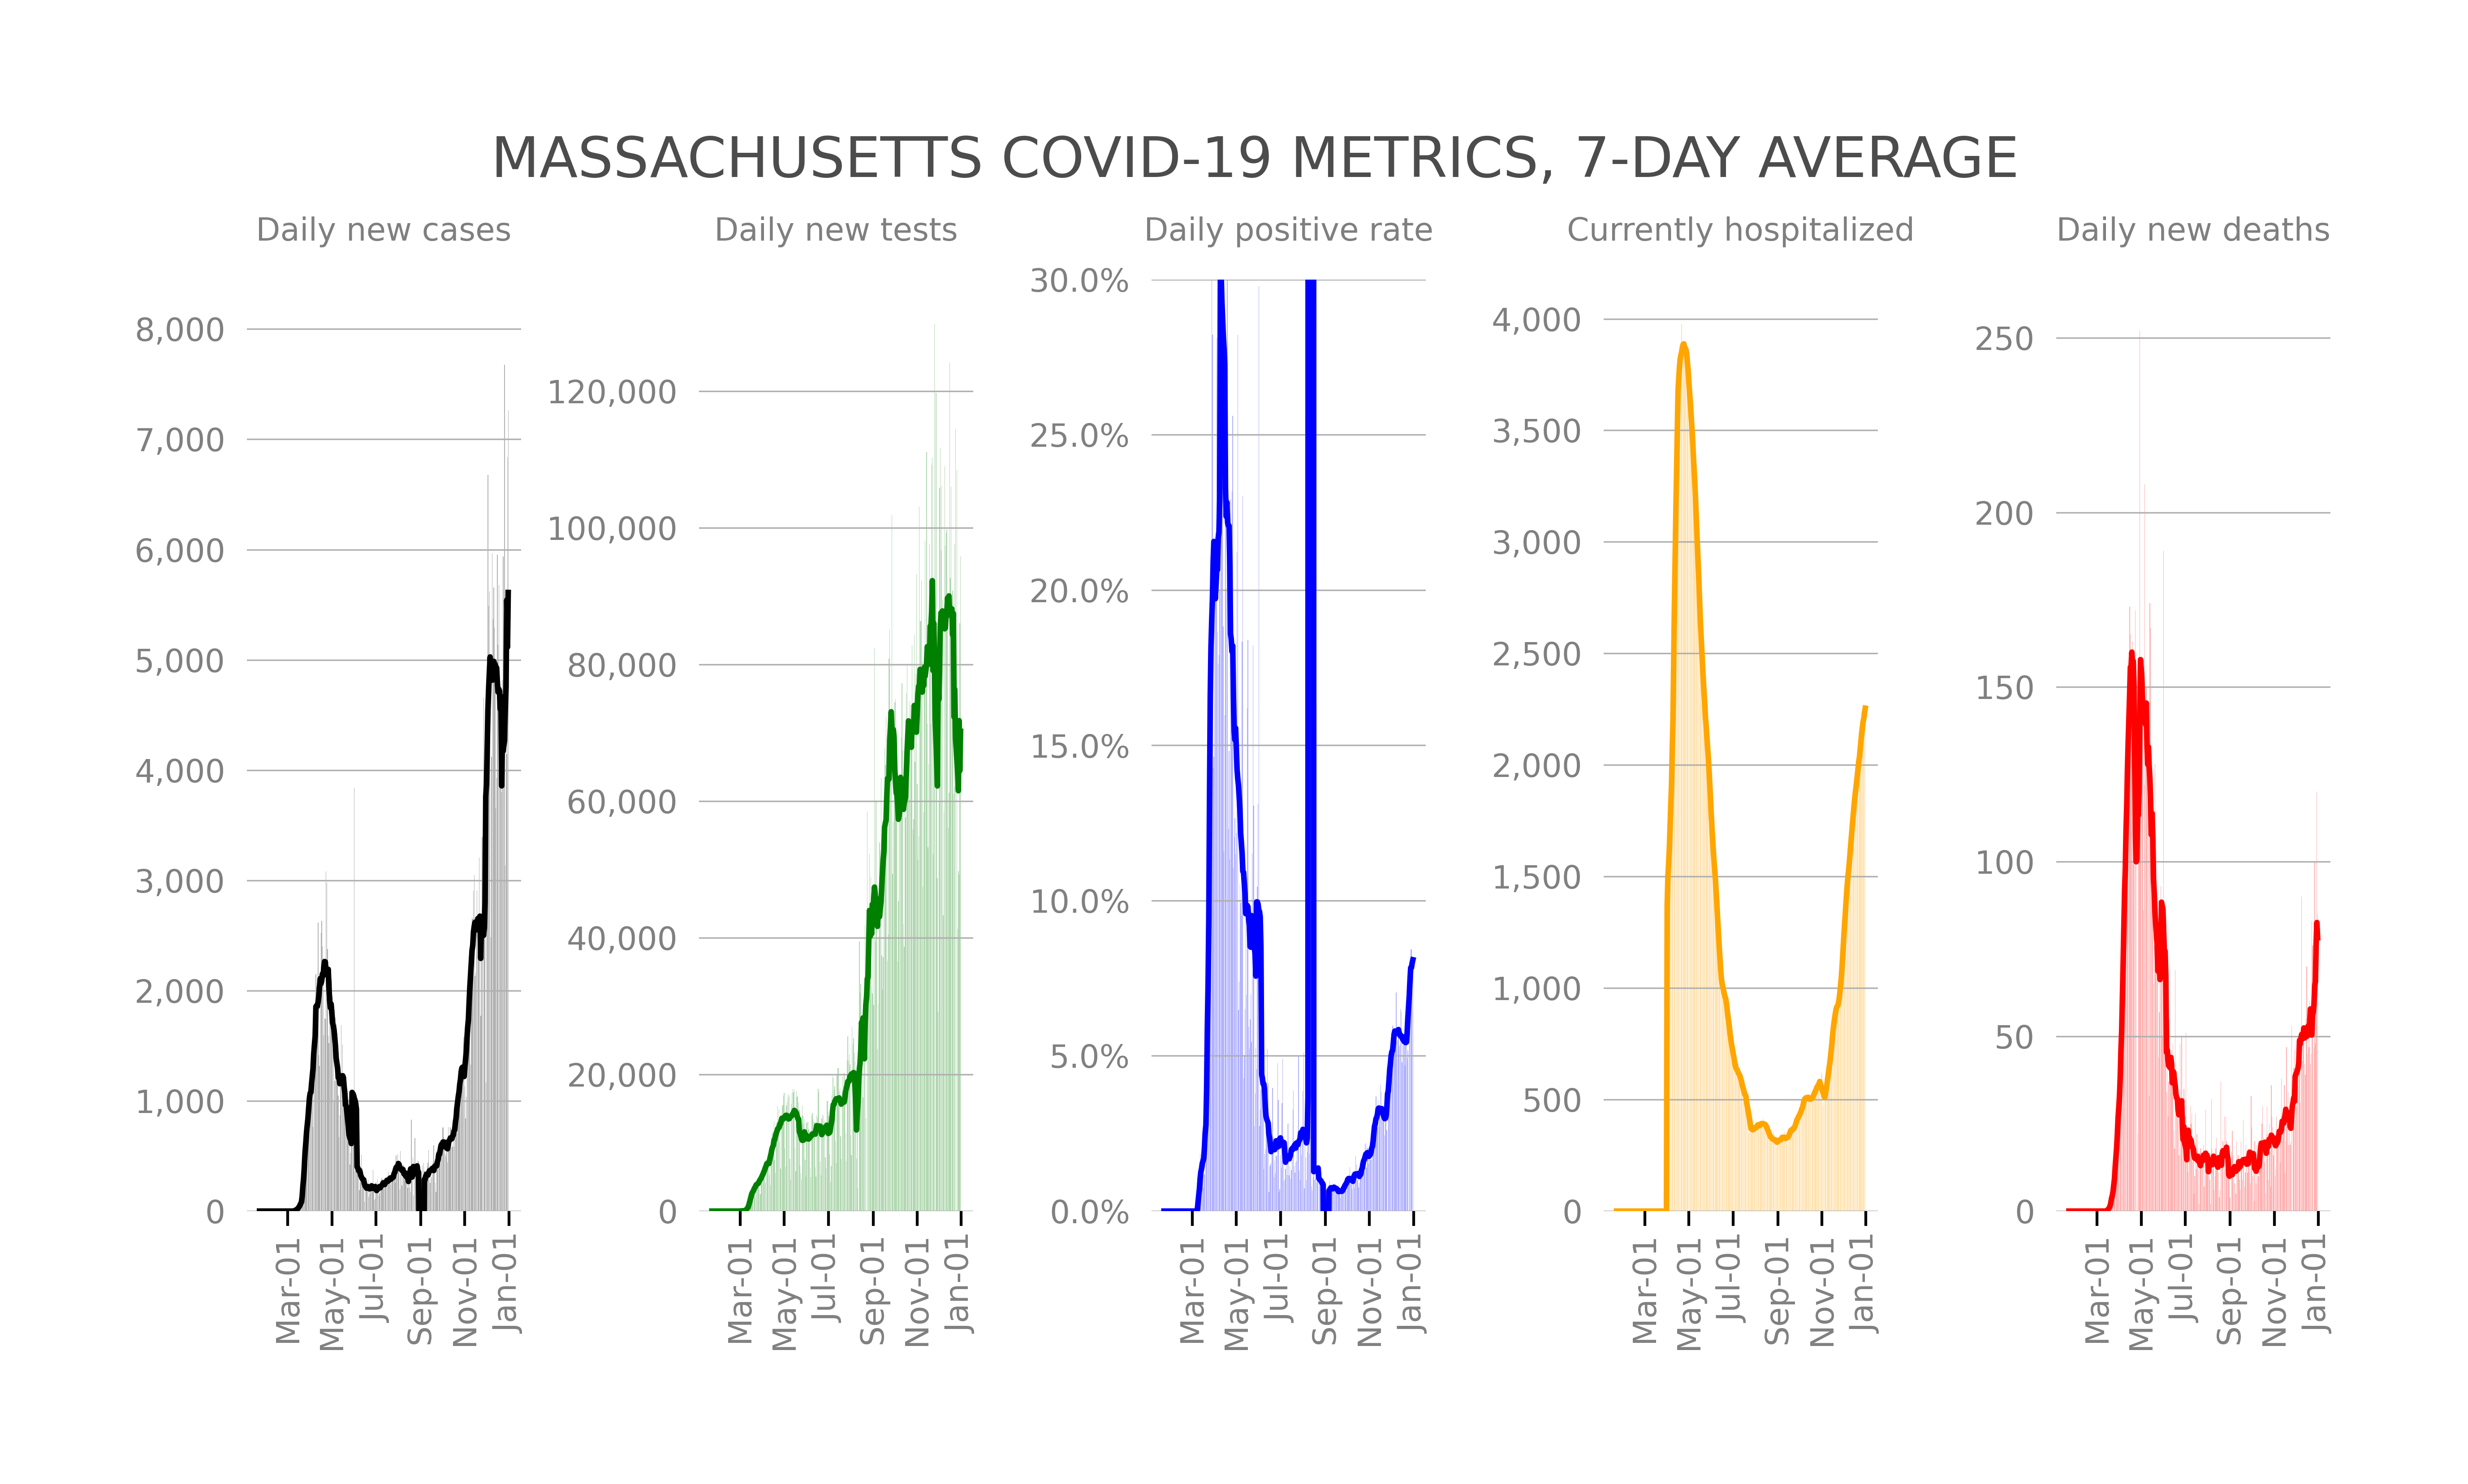 MASSACHUSETTS COVID-19 METRICS, 7-DAY AVERAGE
Daily new cases
8,000
7,000
6,000
5,000
4,000
3,000
2,000
1,000
0
Mar-01
May-01
Jul-01
Sep-01
Nov-01
Jan-01
Daily new tests
120,000
100,000
80,000
60,000
40,000
20,000
0
Mar-01
May-01
Jul-01
Sep-01
Nov-01
Jan-01
Daily positive rate
30.0%
25.0%
20.0%
15.0%
10.0%
5.0%
0.0%
Mar-01
May-01
Jul-01
Sep-01
Nov-01
Jan-01
Currently hospitalized
4,000
3,500
3,000
2,500
2,000
1,500
1,000
500
0
Mar-01
May-01
Jul-01
Sep-01
Nov-01
Jan-01
Daily new deaths
250
200
150
100
50
0
Mar-01
May-01
Jul-01
Sep-01
Nov-01
Jan-01